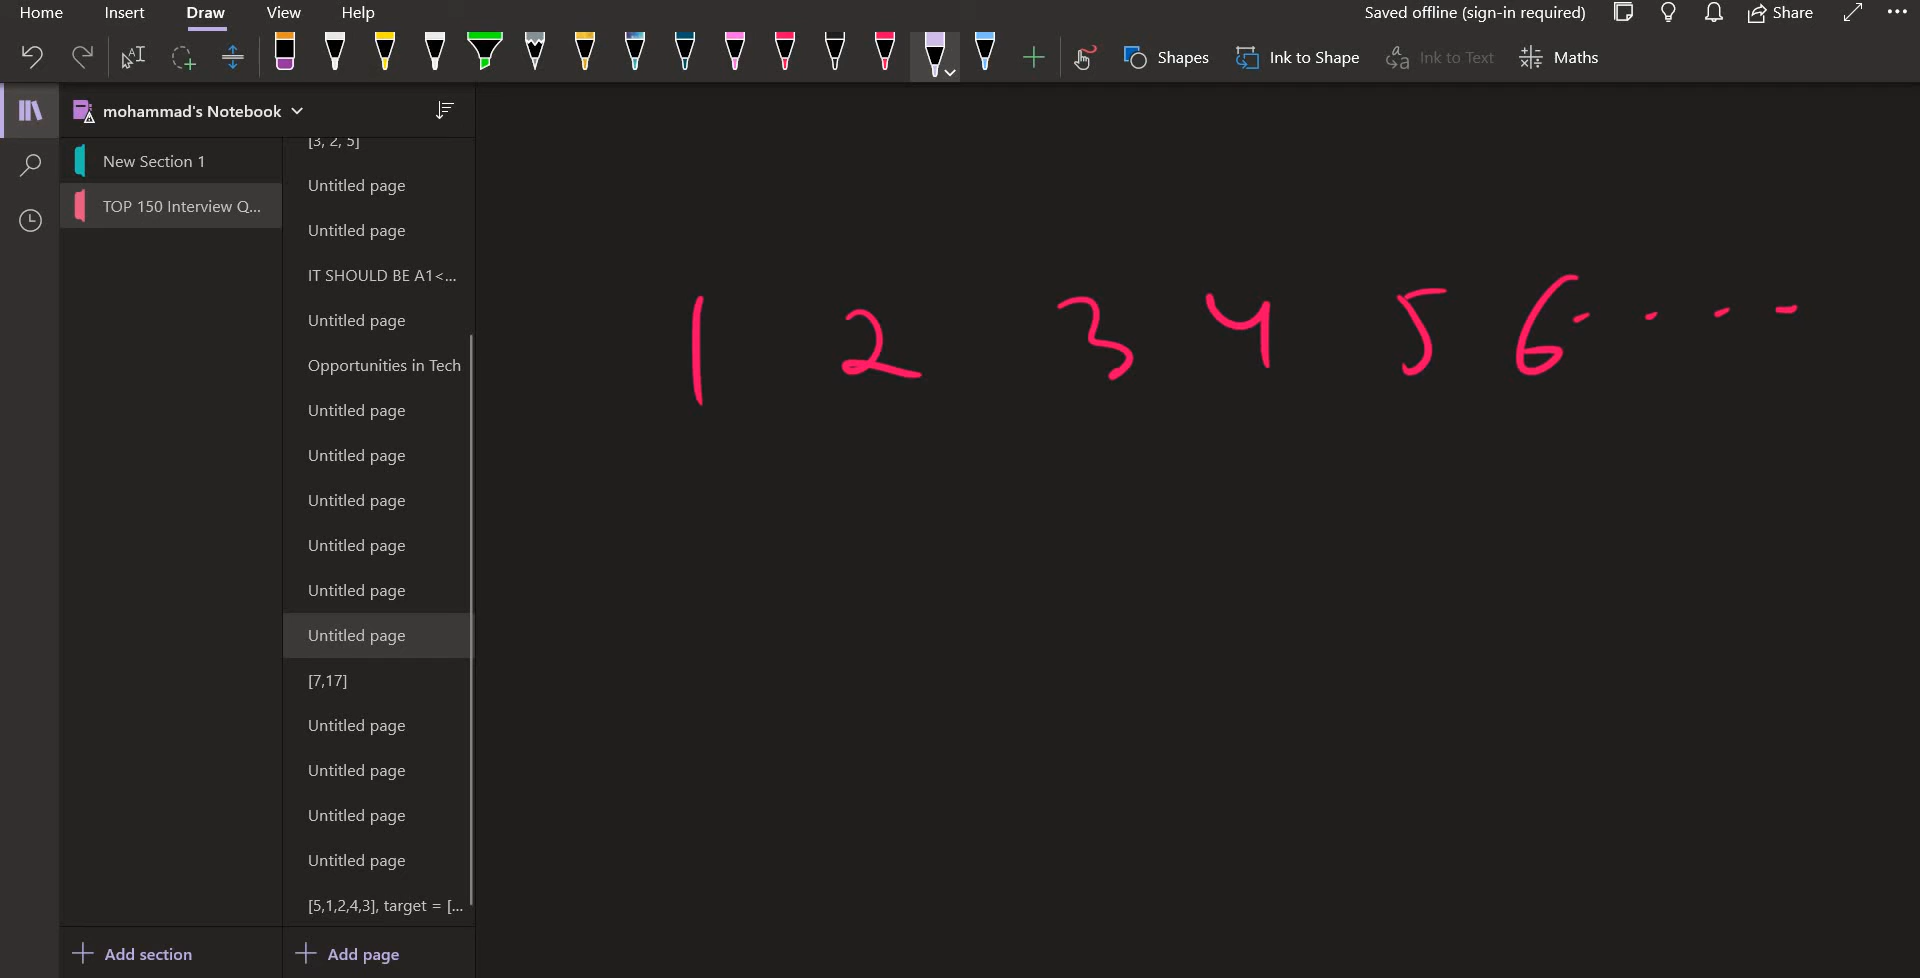 Home Insert Draw View Help Saved offline (sign-in required) Share
Shapes Ink to Shape Ink to Text Maths
mohammad's Notebook
New Section 1
TOP 150 Interview Q...
[3, 2, 5]
Untitled page
Untitled page
IT SHOULD BE A1<...
Untitled page
Opportunities in Tech
Untitled page
Untitled page
Untitled page
Untitled page
Untitled page
Untitled page
[7,17]
Untitled page
Untitled page
Untitled page
Untitled page
[5,1,2,4,3], target = [...
Add section
Add page
1 2 3 4 5 6 . . . .